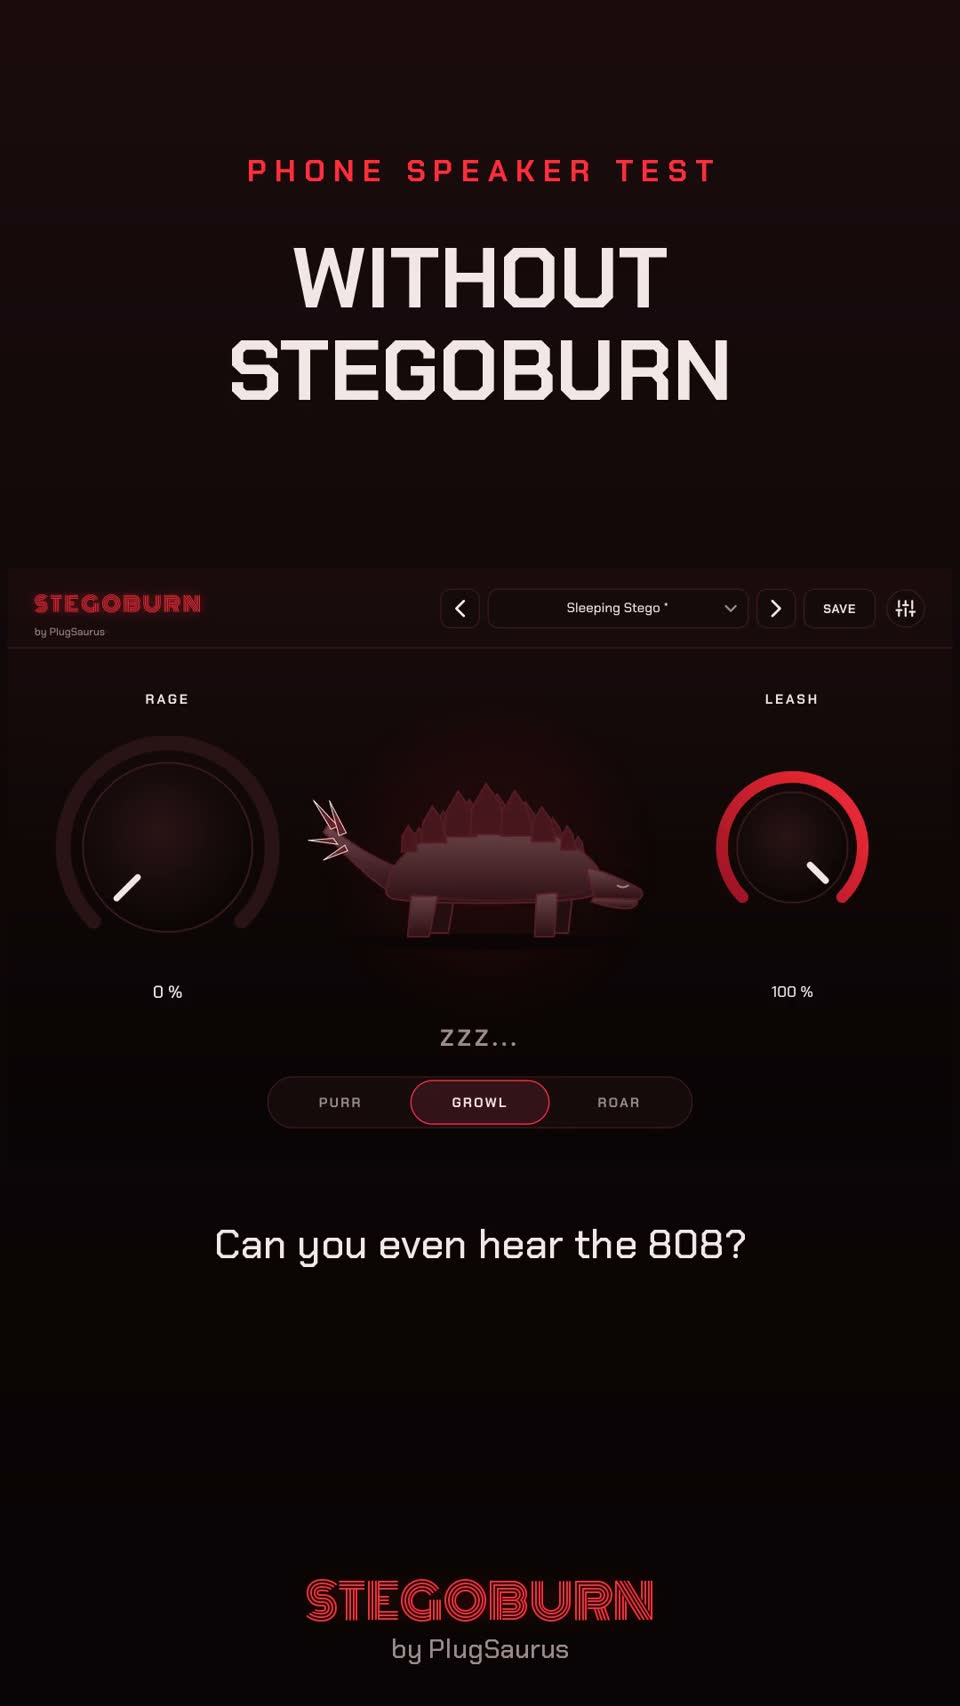 PHONE SPEAKER TEST
WITHOUT
STEGOBURN
STEGOBURN
by PlugSaurus
Sleeping Stego *
SAVE
RAGE
LEASH
0 %
100 %
ZZZ...
PURR
GROWL
ROAR
Can you even hear the 808?
STEGOBURN
by PlugSaurus